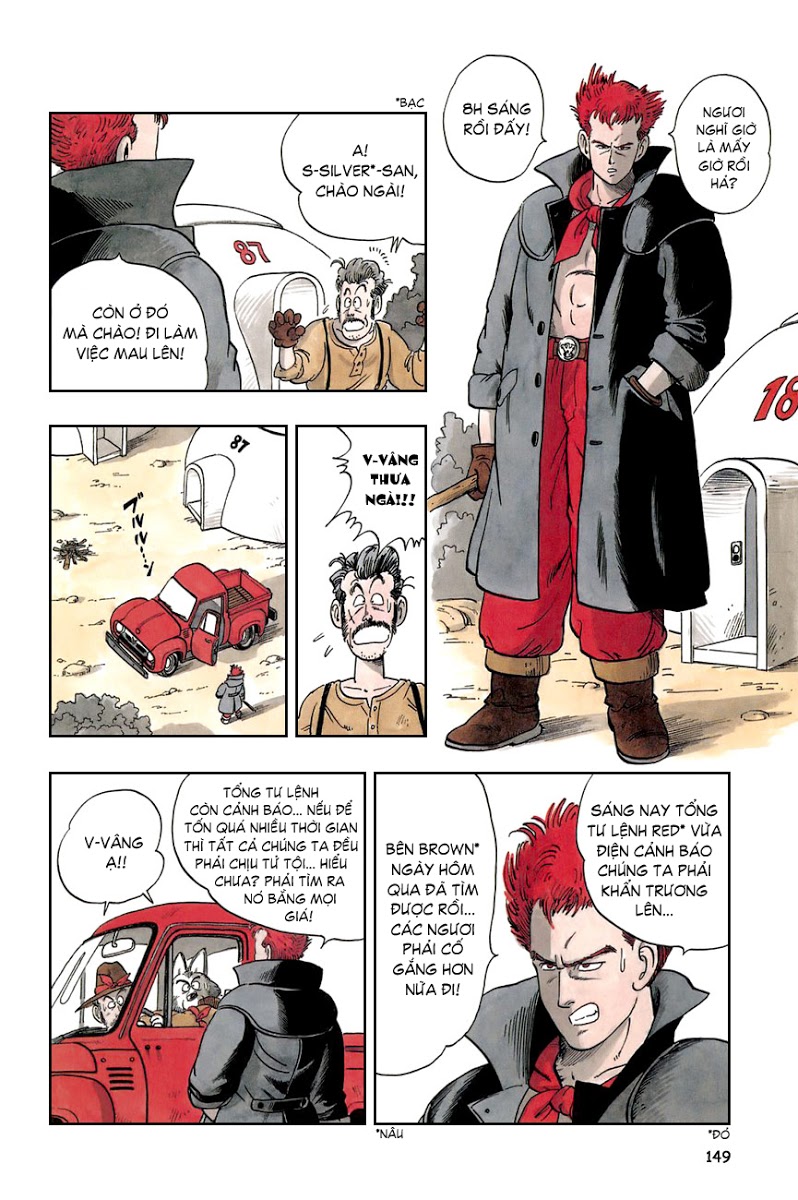 NGƯƠI
NGHĨ GIỜ
LÀ MẤY
GIỜ RỒI
HẢ?
8H SÁNG
RỒI ĐẤY!
18
*BẠC
A!
S-SILVER*-SAN,
CHÀO NGÀI!
87
CÒN Ở ĐÓ
MÀ CHÀO! ĐI LÀM
VIỆC MAU LÊN!
V-VÂNG
THƯA
NGÀI!!!
87
ブルルル…ン
SÁNG NAY TỔNG
TƯ LỆNH RED* VỪA
ĐIỆN CẢNH BÁO
CHÚNG TA PHẢI
KHẨN TRƯƠNG
LÊN...
BÊN BROWN*
NGÀY HÔM
QUA ĐÃ TÌM
ĐƯỢC RỒI...
CÁC NGƯƠI
PHẢI CỐ
GẮNG HƠN
NỮA ĐI!
TỔNG TƯ LỆNH
CÒN CẢNH BÁO... NẾU ĐỂ
TỐN QUÁ NHIỀU THỜI GIAN
THÌ TẤT CẢ CHÚNG TA ĐỀU
PHẢI CHỊU TỬ TỘI... HIỂU
CHƯA? PHẢI TÌM RA
NÓ BẰNG MỌI
GIÁ!
V-VÂNG
Ạ!!
*NÂU
*ĐỎ
149